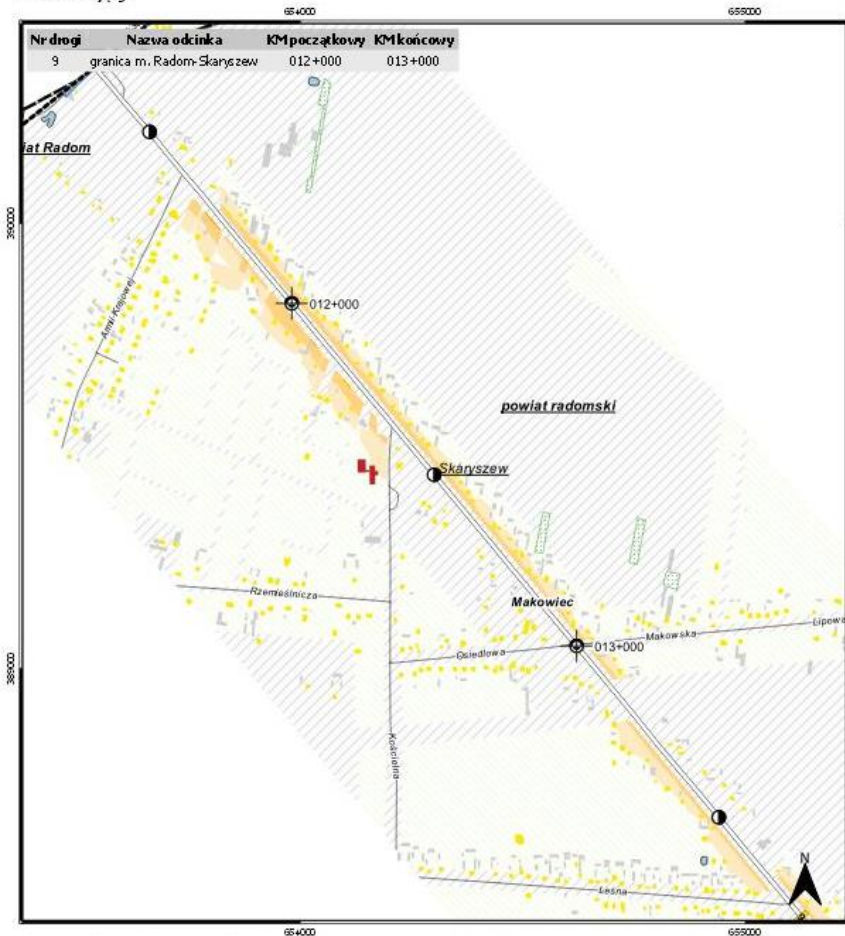 654000
655000
Nr drogi Nazwa odcinka KM początkowy KM końcowy
9 granica m. Radom-Skaryszew 012+000 013+000
iat Radom
390000
Armii Krajowej
012+000
powiat radomski
Skaryszew
Rzemieślnicza
Makowiec
Lipowa
Makowska
013+000
Osiedlowa
389000
Kościelna
N
Leśna
654000
655000